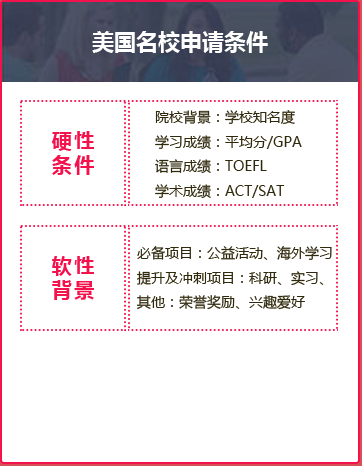 美国名校申请条件
硬性
条件
院校背景：学校知名度
学习成绩：平均分/GPA
语言成绩：TOEFL
学术成绩：ACT/SAT
软性
背景
必备项目：公益活动、海外学习
提升及冲刺项目：科研、实习、
其他：荣誉奖励、兴趣爱好